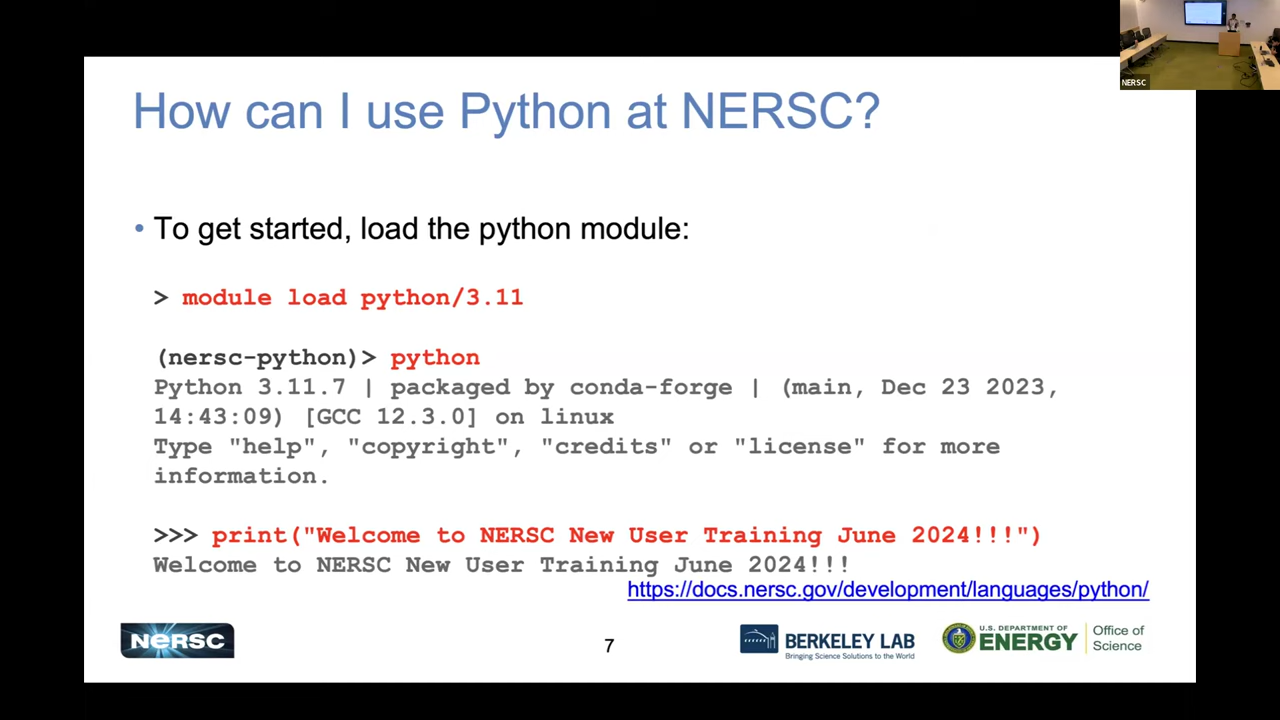 NERSC
How can I use Python at NERSC?
• To get started, load the python module:
> module load python/3.11
(nersc-python)> python
Python 3.11.7 | packaged by conda-forge | (main, Dec 23 2023,
14:43:09) [GCC 12.3.0] on linux
Type "help", "copyright", "credits" or "license" for more
information.
>>> print("Welcome to NERSC New User Training June 2024!!!")
Welcome to NERSC New User Training June 2024!!!
https://docs.nersc.gov/development/languages/python/
NERSC
7
BERKELEY LAB
Bringing Science Solutions to the World
U.S. DEPARTMENT OF
ENERGY
Office of
Science